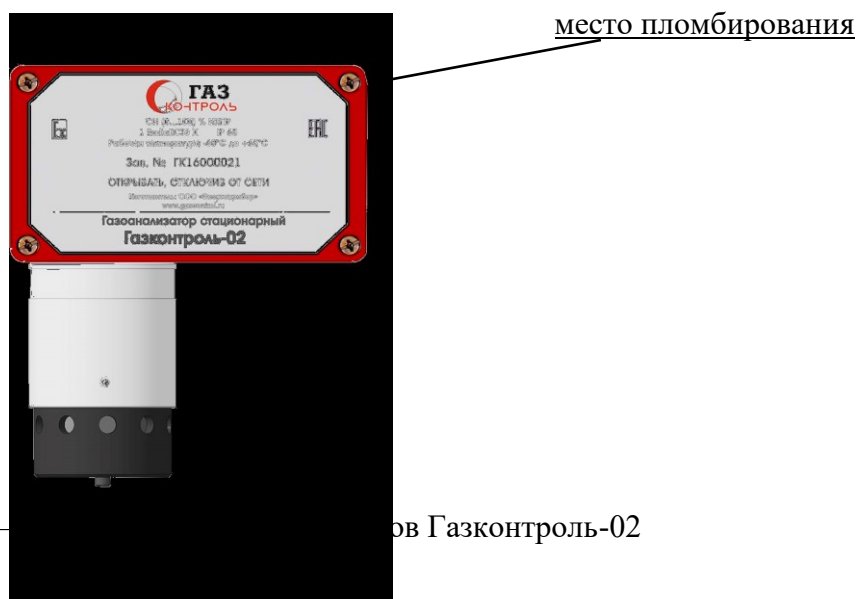 место пломбирования
ГАЗ
КОНТРОЛЬ
Ex
EAC
Зав. № ГК16000021
ОТКРЫВАТЬ, ОТКЛЮЧИВ ОТ СЕТИ
Газоанализатор стационарный
Газконтроль-02
ов Газконтроль-02